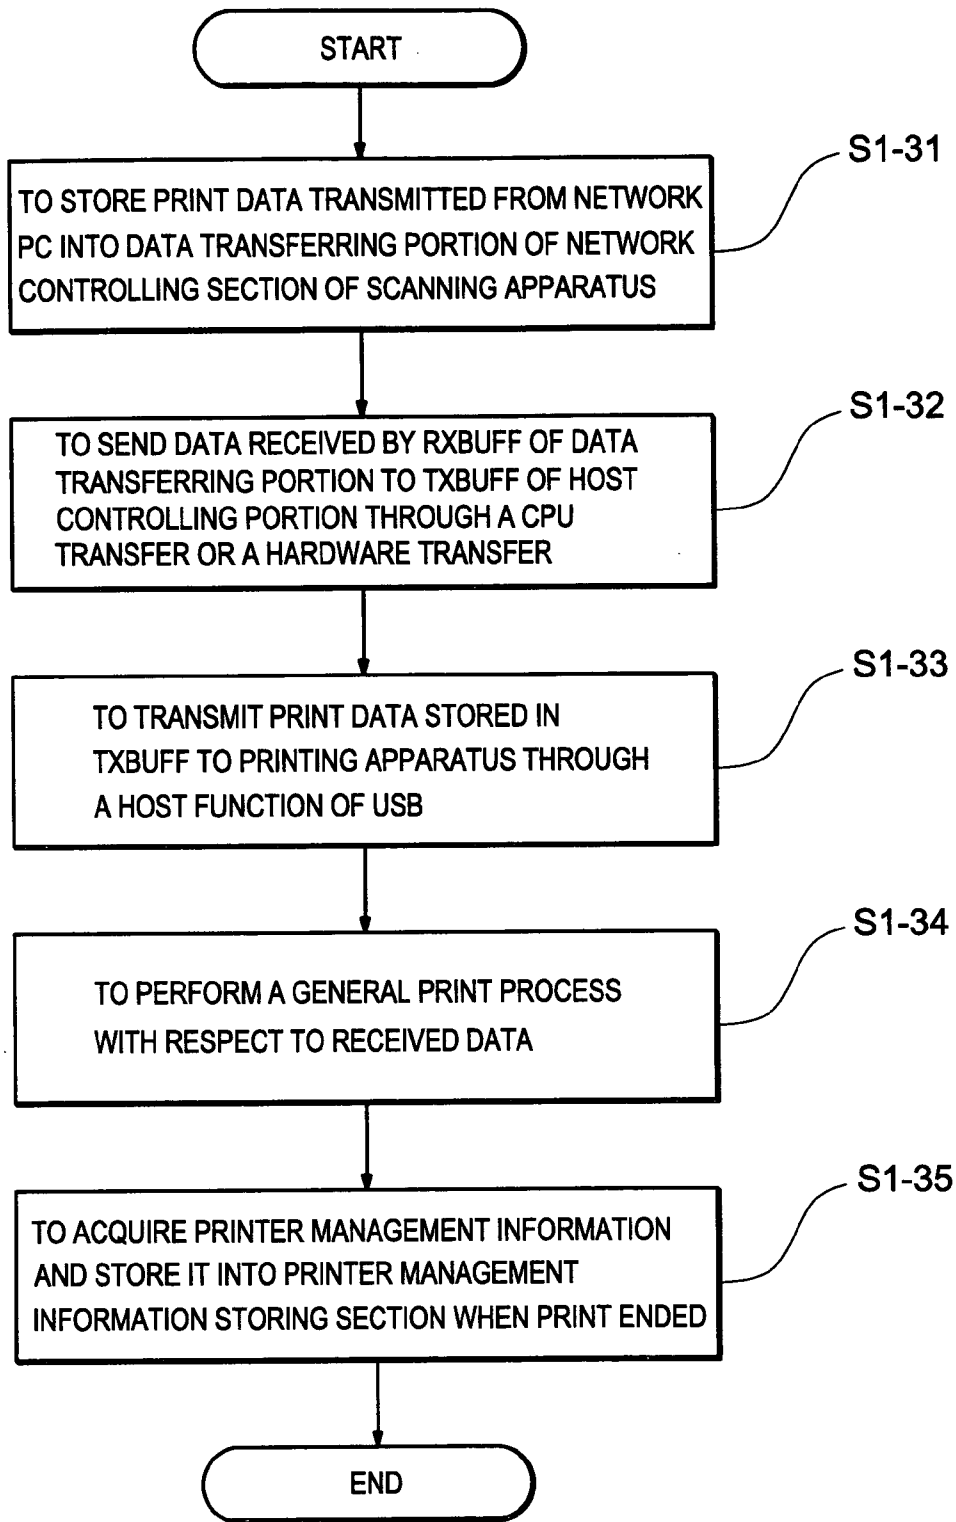 START
S1-31
TO STORE PRINT DATA TRANSMITTED FROM NETWORK
PC INTO DATA TRANSFERRING PORTION OF NETWORK
CONTROLLING SECTION OF SCANNING APPARATUS
S1-32
TO SEND DATA RECEIVED BY RXBUFF OF DATA
TRANSFERRING PORTION TO TXBUFF OF HOST
CONTROLLING PORTION THROUGH A CPU
TRANSFER OR A HARDWARE TRANSFER
S1-33
TO TRANSMIT PRINT DATA STORED IN
TXBUFF TO PRINTING APPARATUS THROUGH
A HOST FUNCTION OF USB
S1-34
TO PERFORM A GENERAL PRINT PROCESS
WITH RESPECT TO RECEIVED DATA
S1-35
TO ACQUIRE PRINTER MANAGEMENT INFORMATION
AND STORE IT INTO PRINTER MANAGEMENT
INFORMATION STORING SECTION WHEN PRINT ENDED
END